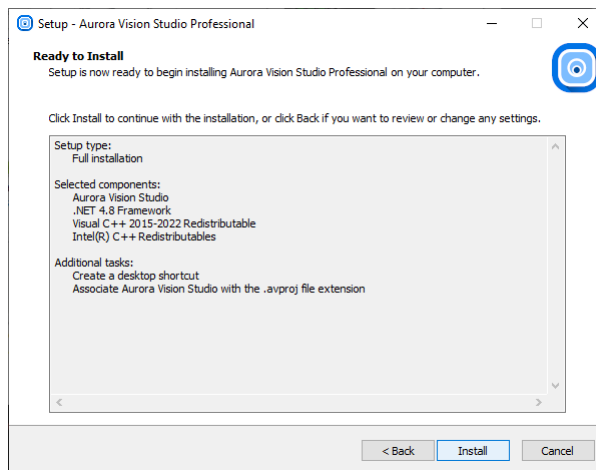 Setup - Aurora Vision Studio Professional
Ready to Install
Setup is now ready to begin installing Aurora Vision Studio Professional on your computer.
Click Install to continue with the installation, or click Back if you want to review or change any settings.
Setup type:
Full installation
Selected components:
Aurora Vision Studio
.NET 4.8 Framework
Visual C++ 2015-2022 Redistributable
Intel(R) C++ Redistributables
Additional tasks:
Create a desktop shortcut
Associate Aurora Vision Studio with the .avproj file extension
< Back Install Cancel